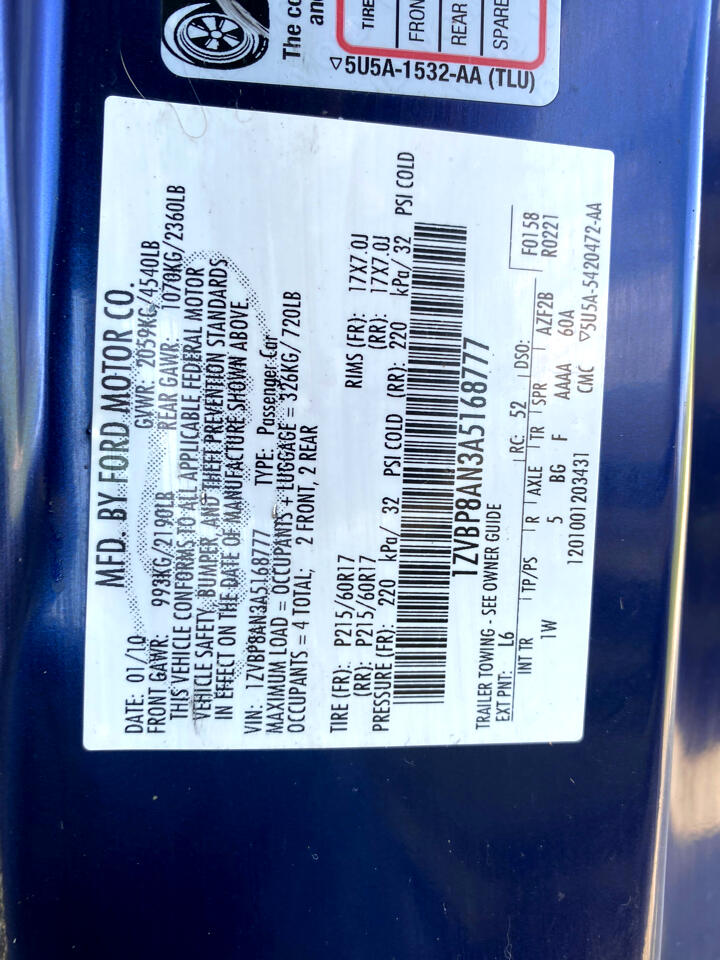 The co
an
TIRE
FRON
REAR
SPARE
▽5U5A-1532-AA (TLU)
MFD. BY FORD MOTOR CO.
DATE: 01/10 GVWR: 2059KG/4540LB
FRONT GAWR: 993KG/2190LB REAR GAWR: 1070KG/2360LB
THIS VEHICLE CONFORMS TO ALL APPLICABLE FEDERAL MOTOR
VEHICLE SAFETY, BUMPER, AND THEFT PREVENTION STANDARDS
IN EFFECT ON THE DATE OF MANUFACTURE SHOWN ABOVE.
VIN: 1ZVBP8AN3A5168777 TYPE: Passenger Car
MAXIMUM LOAD = OCCUPANTS + LUGGAGE = 326KG/720LB
OCCUPANTS = 4 TOTAL; 2 FRONT, 2 REAR
TIRE (FR): P215/60R17 RIMS (FR): 17X7.0J
(RR): P215/60R17 (RR): 17X7.0J
PRESSURE (FR): 220 kPa/ 32 PSI COLD (RR): 220 kPa/ 32 PSI COLD
1ZVBP8AN3A5168777
TRAILER TOWING - SEE OWNER GUIDE
EXT PNT: L6 RC: 52 DSO: F0158
R0221
INT TR TP/PS R AXLE TR SPR AZF2B
1W 5 BG F AAAA 60A
1201001203431 CMC ▽5U5A-5420472-AA